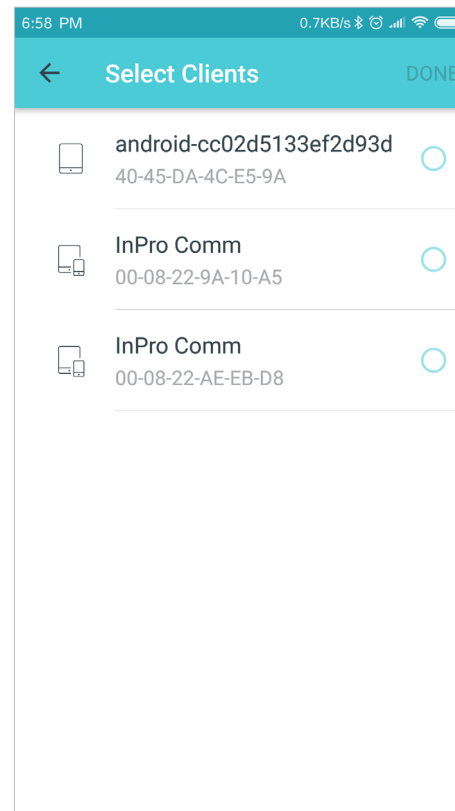 6:58 PM 0.7KB/s
Select Clients DONE
android-cc02d5133ef2d93d
40-45-DA-4C-E5-9A
InPro Comm
00-08-22-9A-10-A5
InPro Comm
00-08-22-AE-EB-D8